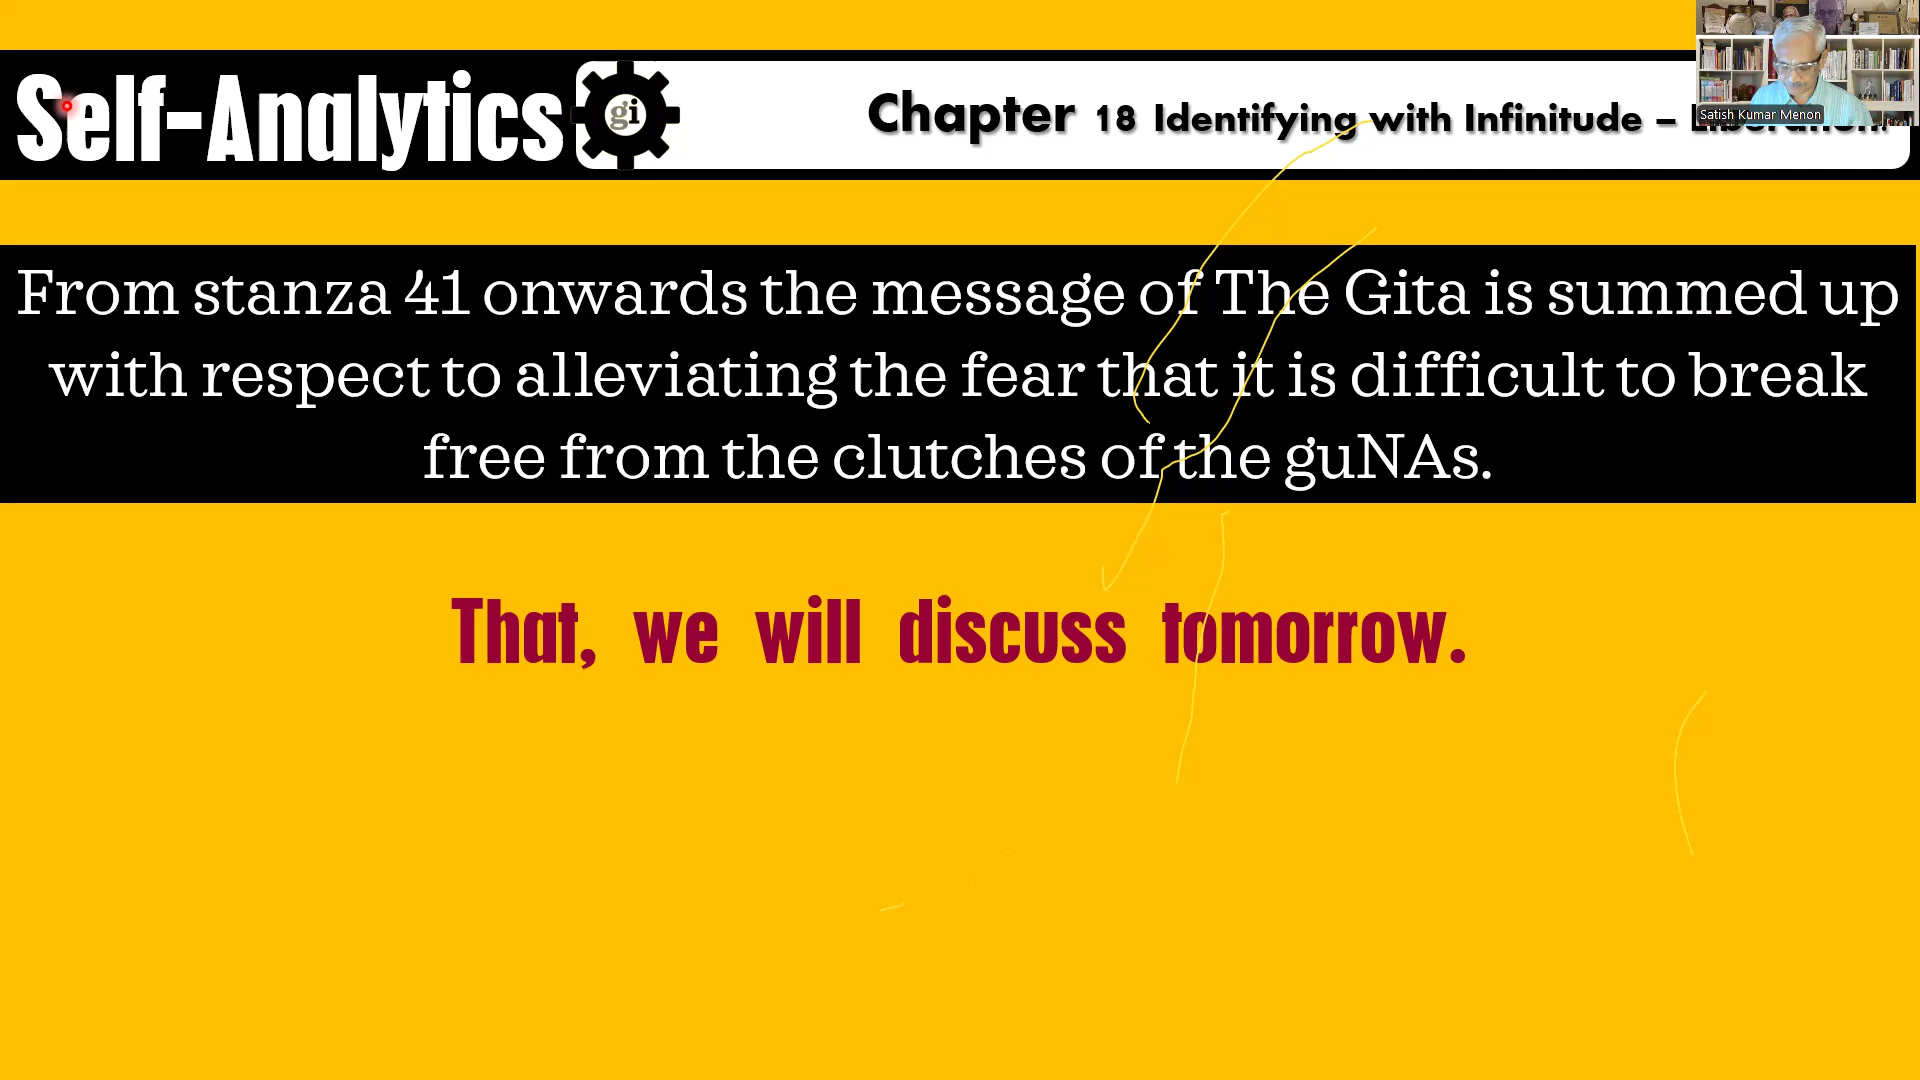 Self-Analytics
gi
Chapter 18 Identifying with Infinitude –
Satish Kumar Menon
From stanza 41 onwards the message of The Gita is summed up
with respect to alleviating the fear that it is difficult to break
free from the clutches of the guNAs.
That, we will discuss tomorrow.